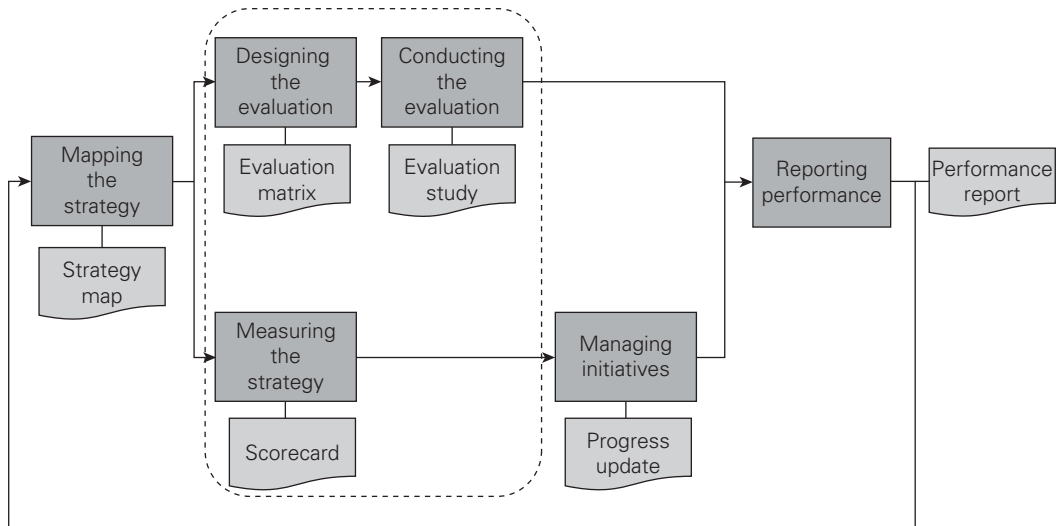 Designing
the
evaluation
Conducting
the
evaluation
Evaluation
matrix
Evaluation
study
Mapping
the
strategy
Strategy
map
Reporting
performance
Performance
report
Measuring
the
strategy
Scorecard
Managing
initiatives
Progress
update